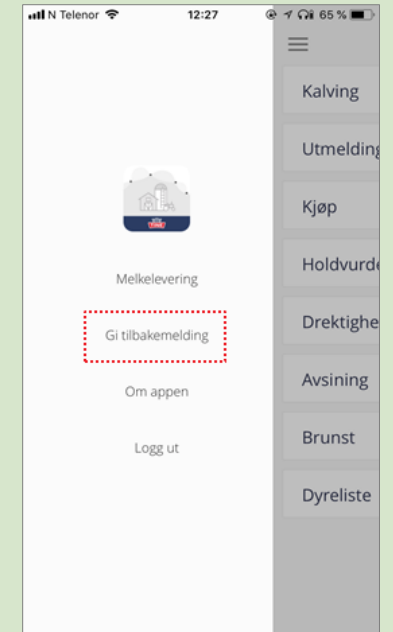 N Telenor 12:27 65 %
Melkelevering
Gi tilbakemelding
Om appen
Logg ut
Kalving
Utmelding
Kjøp
Holdvurde
Drektighe
Avsining
Brunst
Dyreliste